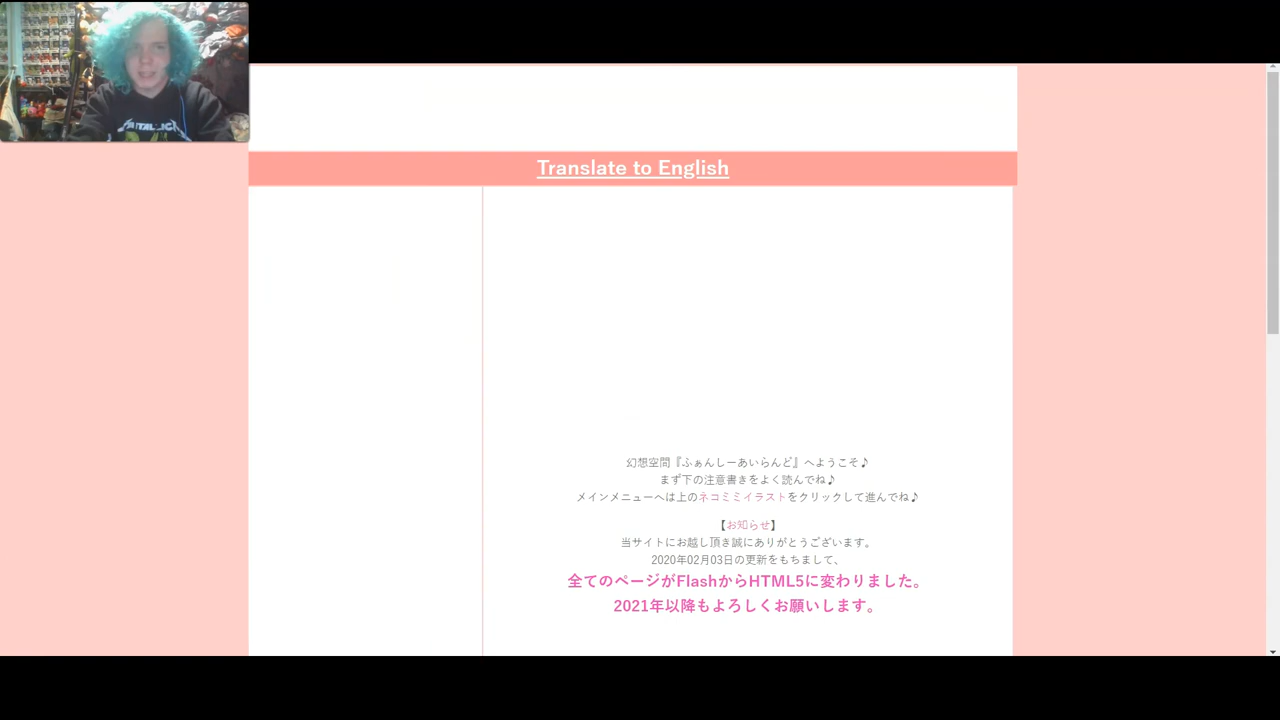 METALLICA
Translate to English
幻想空間『ふぁんしーあいらんど』へようこそ♪
まず下の注意書きをよく読んでね♪
メインメニューへは上のネコミミイラストをクリックして進んでね♪
【お知らせ】
当サイトにお越し頂き誠にありがとうございます。
2020年02月03日の更新をもちまして、
全てのページがFlashからHTML5に変わりました。
2021年以降もよろしくお願いします。